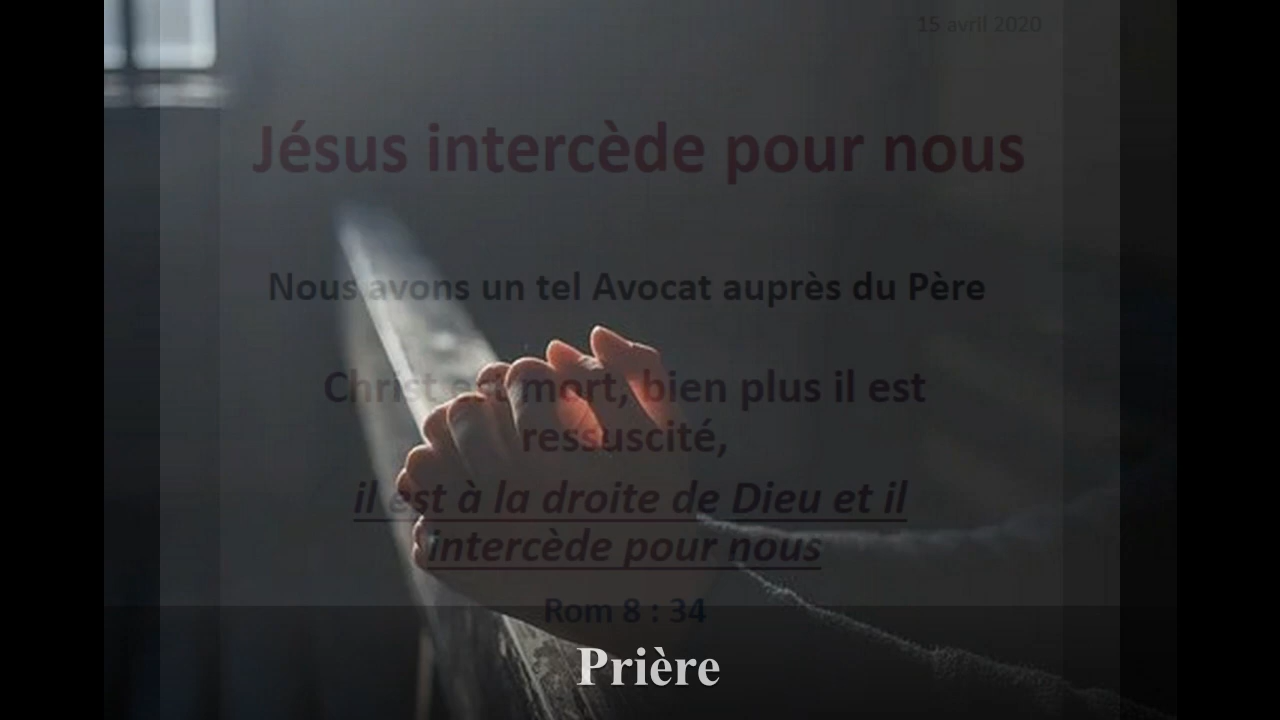 15 avril 2020
Jésus intercède pour nous
Nous avons un tel Avocat auprès du Père
Christ est mort, bien plus il est
ressuscité,
il est à la droite de Dieu et il
intercède pour nous
Rom 8 : 34
Prière